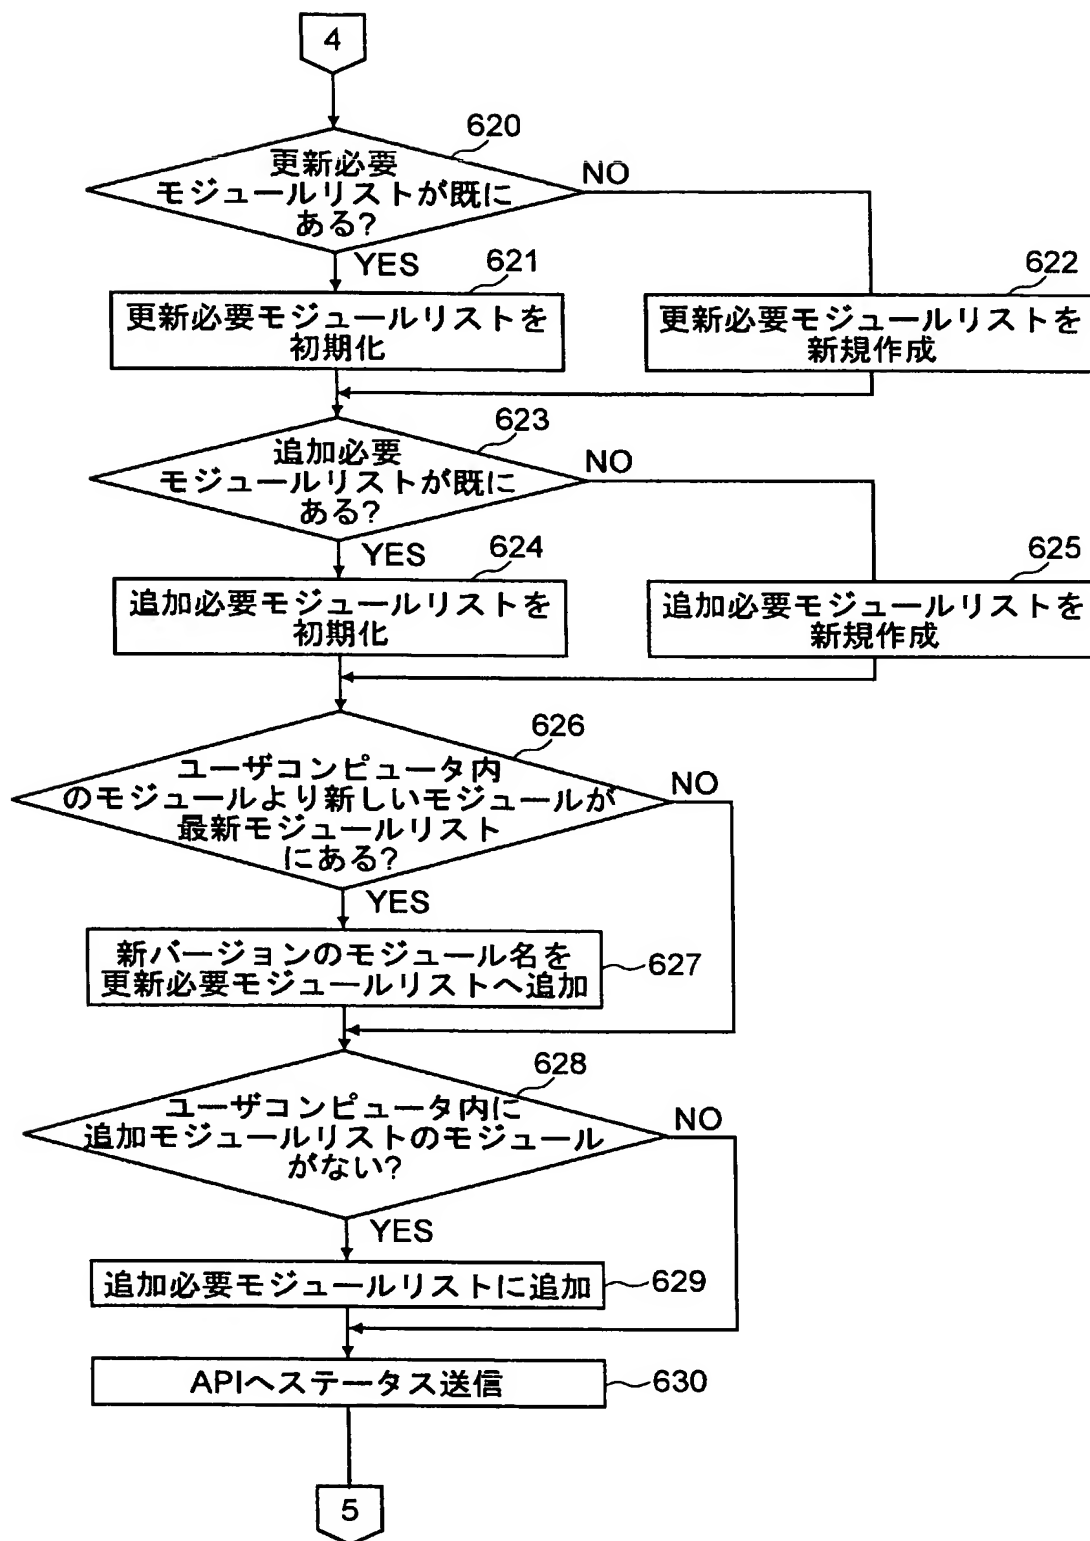 4
620
更新必要
モジュールリストが既に
ある?
NO
YES
621
更新必要モジュールリストを
初期化
622
更新必要モジュールリストを
新規作成
623
追加必要
モジュールリストが既に
ある?
NO
YES
624
追加必要モジュールリストを
初期化
625
追加必要モジュールリストを
新規作成
626
ユーザコンピュータ内
のモジュールより新しいモジュールが
最新モジュールリスト
にある?
NO
YES
新バージョンのモジュール名を
更新必要モジュールリストへ追加
627
628
ユーザコンピュータ内に
追加モジュールリストのモジュール
がない?
NO
YES
追加必要モジュールリストに追加
629
APIへステータス送信
630
5